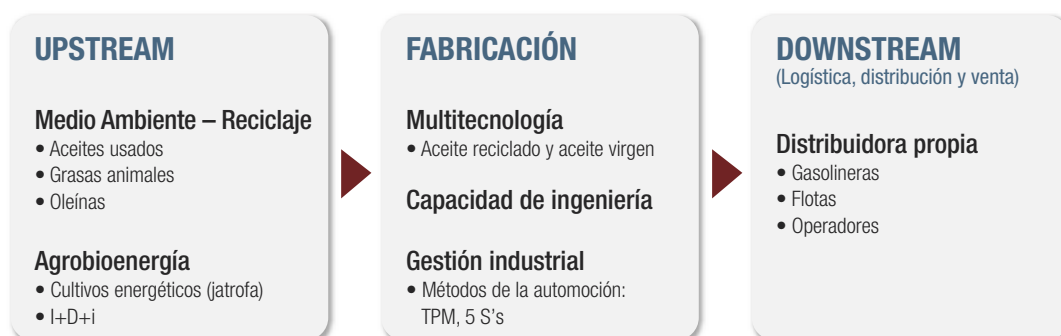 UPSTREAM
Medio Ambiente – Reciclaje
• Aceites usados
• Grasas animales
• Oleínas
Agrobioenergía
• Cultivos energéticos (jatrofa)
• I+D+i
FABRICACIÓN
Multitecnología
• Aceite reciclado y aceite virgen
Capacidad de ingeniería
Gestión industrial
• Métodos de la automoción:
TPM, 5 S's
DOWNSTREAM
(Logística, distribución y venta)
Distribuidora propia
• Gasolineras
• Flotas
• Operadores